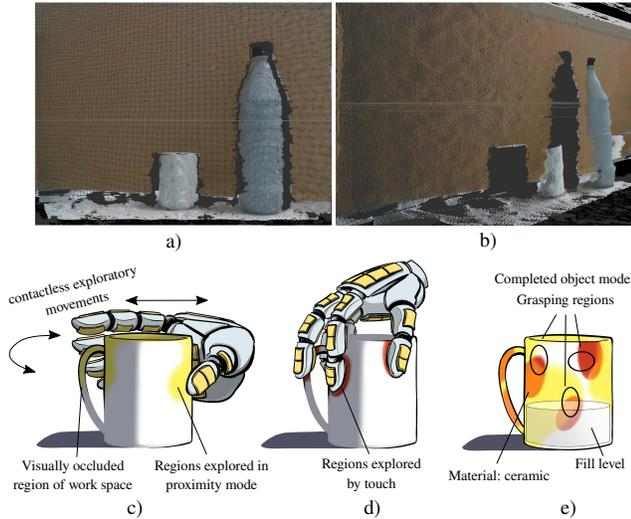 a)
b)
contactless exploratory
movements
Completed object model
Grasping regions
Visually occluded
region of work space
Regions explored in
proximity mode
Regions explored
by touch
Material: ceramic
Fill level
c)
d)
e)